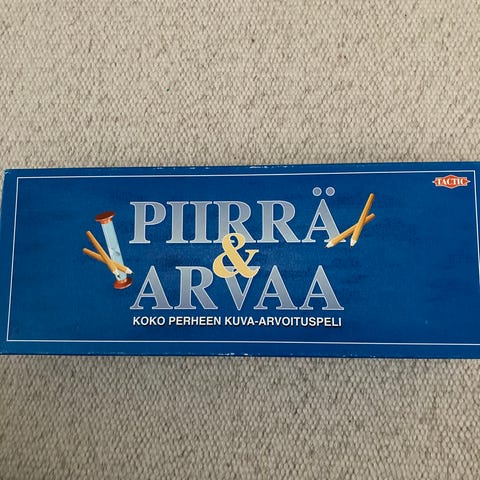 TACTIC
PIIRRÄ
&
ARVAA
KOKO PERHEEN KUVA-ARVOITUSPELI